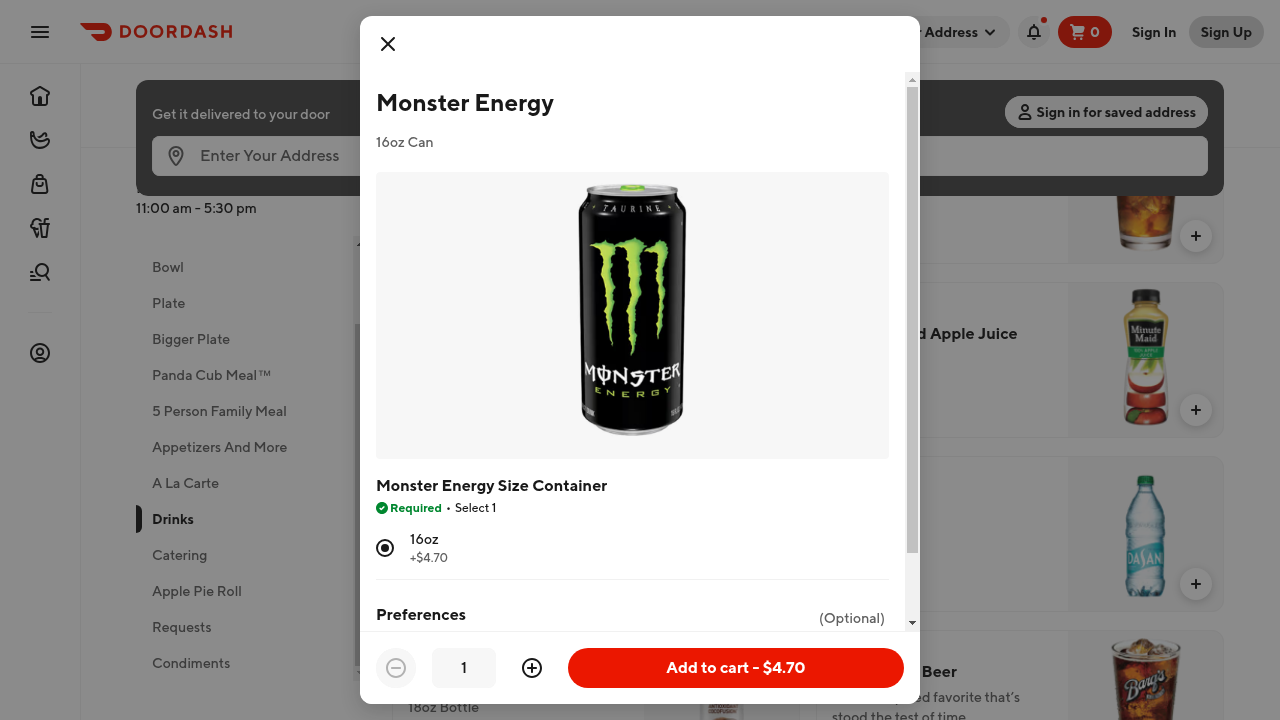 DOORDASH
Address
0
Sign In
Sign Up
Get it delivered to your door
Sign in for saved address
Enter Your Address
11:00 am - 5:30 pm
Bowl
Plate
Bigger Plate
Panda Cub Meal™
5 Person Family Meal
Appetizers And More
A La Carte
Drinks
Catering
Apple Pie Roll
Requests
Condiments
Monster Energy
16oz Can
TAURINE
MONSTER
ENERGY
Monster Energy Size Container
Required • Select 1
16oz
+$4.70
Preferences
(Optional)
1
Add to cart - $4.70
Apple Juice
Minute
Maid
DASANI
Beer
favorite that's
stood the test of time
Barq's
18oz Bottle